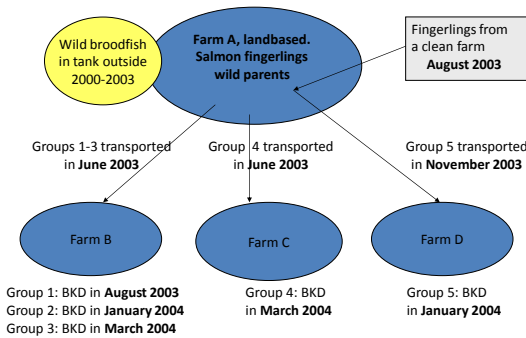 Wild broodfish
in tank outside
2000-2003
Farm A, landbased.
Salmon fingerlings
wild parents
Fingerlings from
a clean farm
August 2003
Groups 1-3 transported
in June 2003
Group 4 transported
in June 2003
Group 5 transported
in November 2003
Farm B
Farm C
Farm D
Group 1: BKD in August 2003
Group 2: BKD in January 2004
Group 3: BKD in March 2004
Group 4: BKD
in March 2004
Group 5: BKD
in January 2004